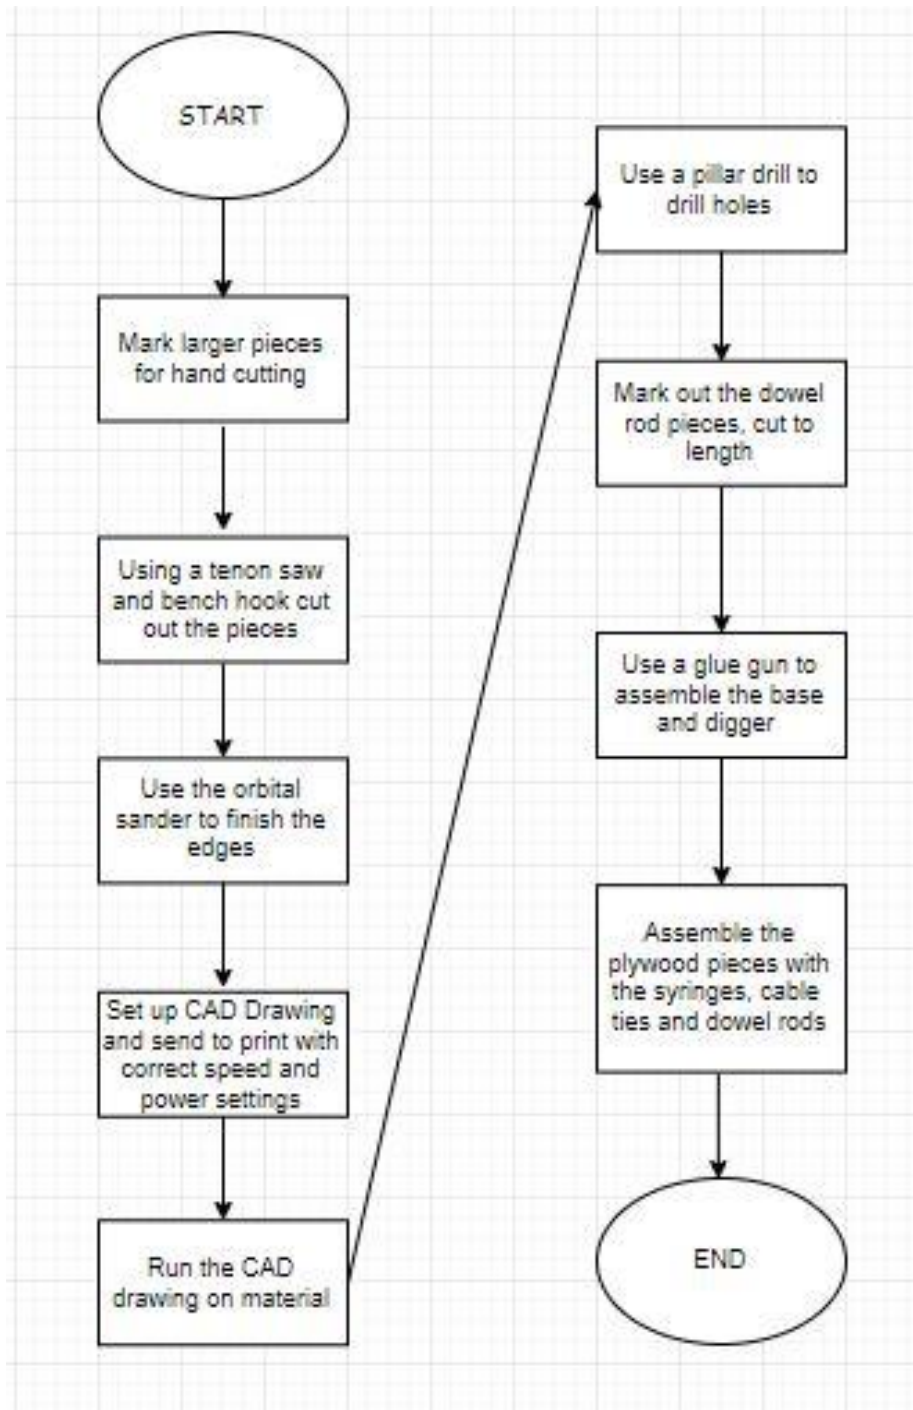 START
Mark larger pieces
for hand cutting
Using a tenon saw
and bench hook cut
out the pieces
Use the orbital
sander to finish the
edges
Set up CAD Drawing
and send to print with
correct speed and
power settings
Run the CAD
drawing on material
Use a pillar drill to
drill holes
Mark out the dowel
rod pieces, cut to
length
Use a glue gun to
assemble the base
and digger
Assemble the
plywood pieces with
the syringes, cable
ties and dowel rods
END